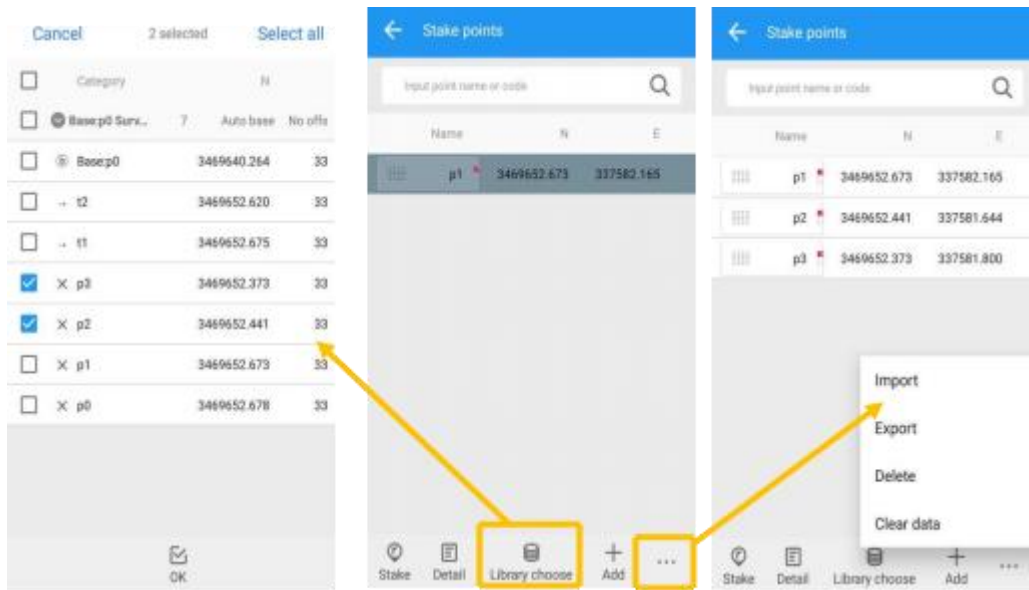 Cancel 2 selected Select all
Category N
Base:p0 Surv... 7 Auto base No offs
Base:p0 3469640.264 33
t2 3469652.620 33
t1 3469652.675 33
p3 3469652.373 33
p2 3469652.441 33
p1 3469652.673 33
p0 3469652.678 33
OK
Stake points
Input point name or code
Name N E
p1 3469652.673 337582.165
Stake Detail Library choose Add ...
Stake points
Input point name or code
Name N E
p1 3469652.673 337582.165
p2 3469652.441 337581.644
p3 3469652.373 337581.800
Import
Export
Delete
Clear data
Stake Detail Library choose Add ...